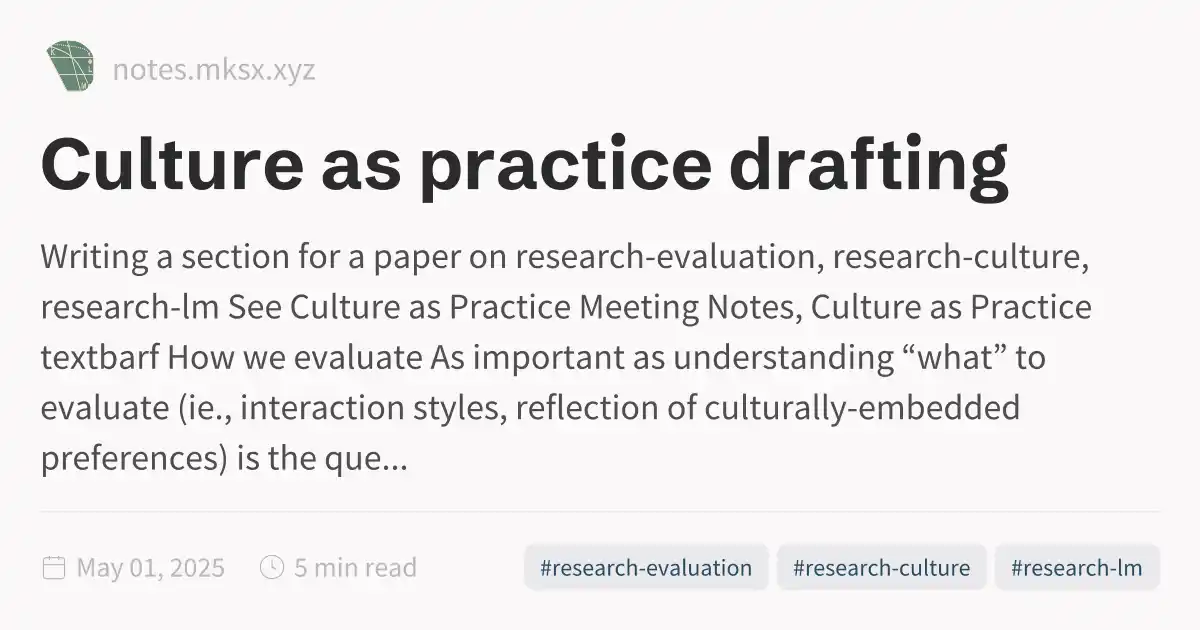 notes.mksx.xyz
Culture as practice drafting
Writing a section for a paper on research-evaluation, research-culture,
research-lm See Culture as Practice Meeting Notes, Culture as Practice
textbarf How we evaluate As important as understanding “what” to
evaluate (ie., interaction styles, reflection of culturally-embedded
preferences) is the que...
May 01, 2025 5 min read #research-evaluation #research-culture #research-lm